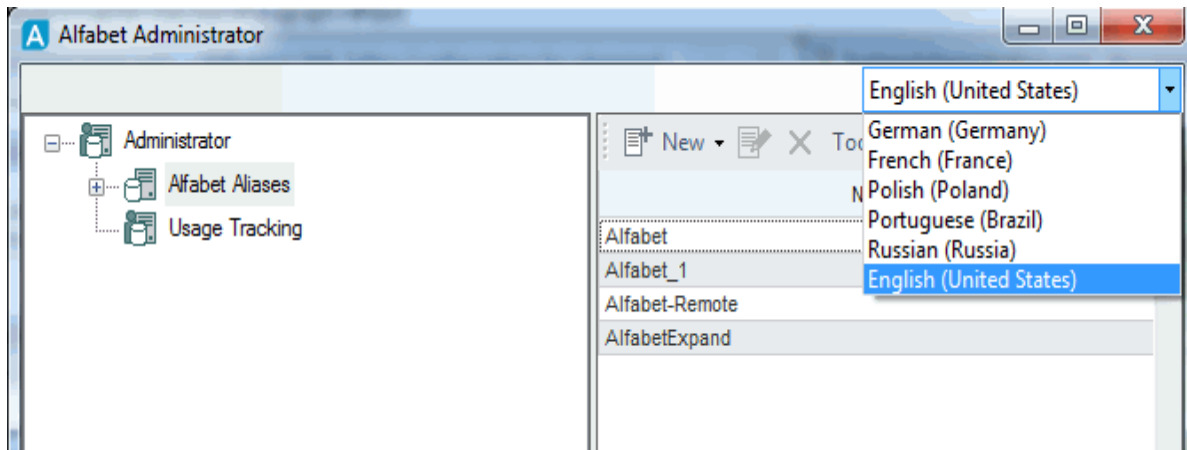 Alfabet Administrator
English (United States)
German (Germany)
French (France)
Polish (Poland)
Portuguese (Brazil)
Russian (Russia)
English (United States)
Administrator
Alfabet Aliases
Usage Tracking
New
Alfabet
Alfabet_1
Alfabet-Remote
AlfabetExpand